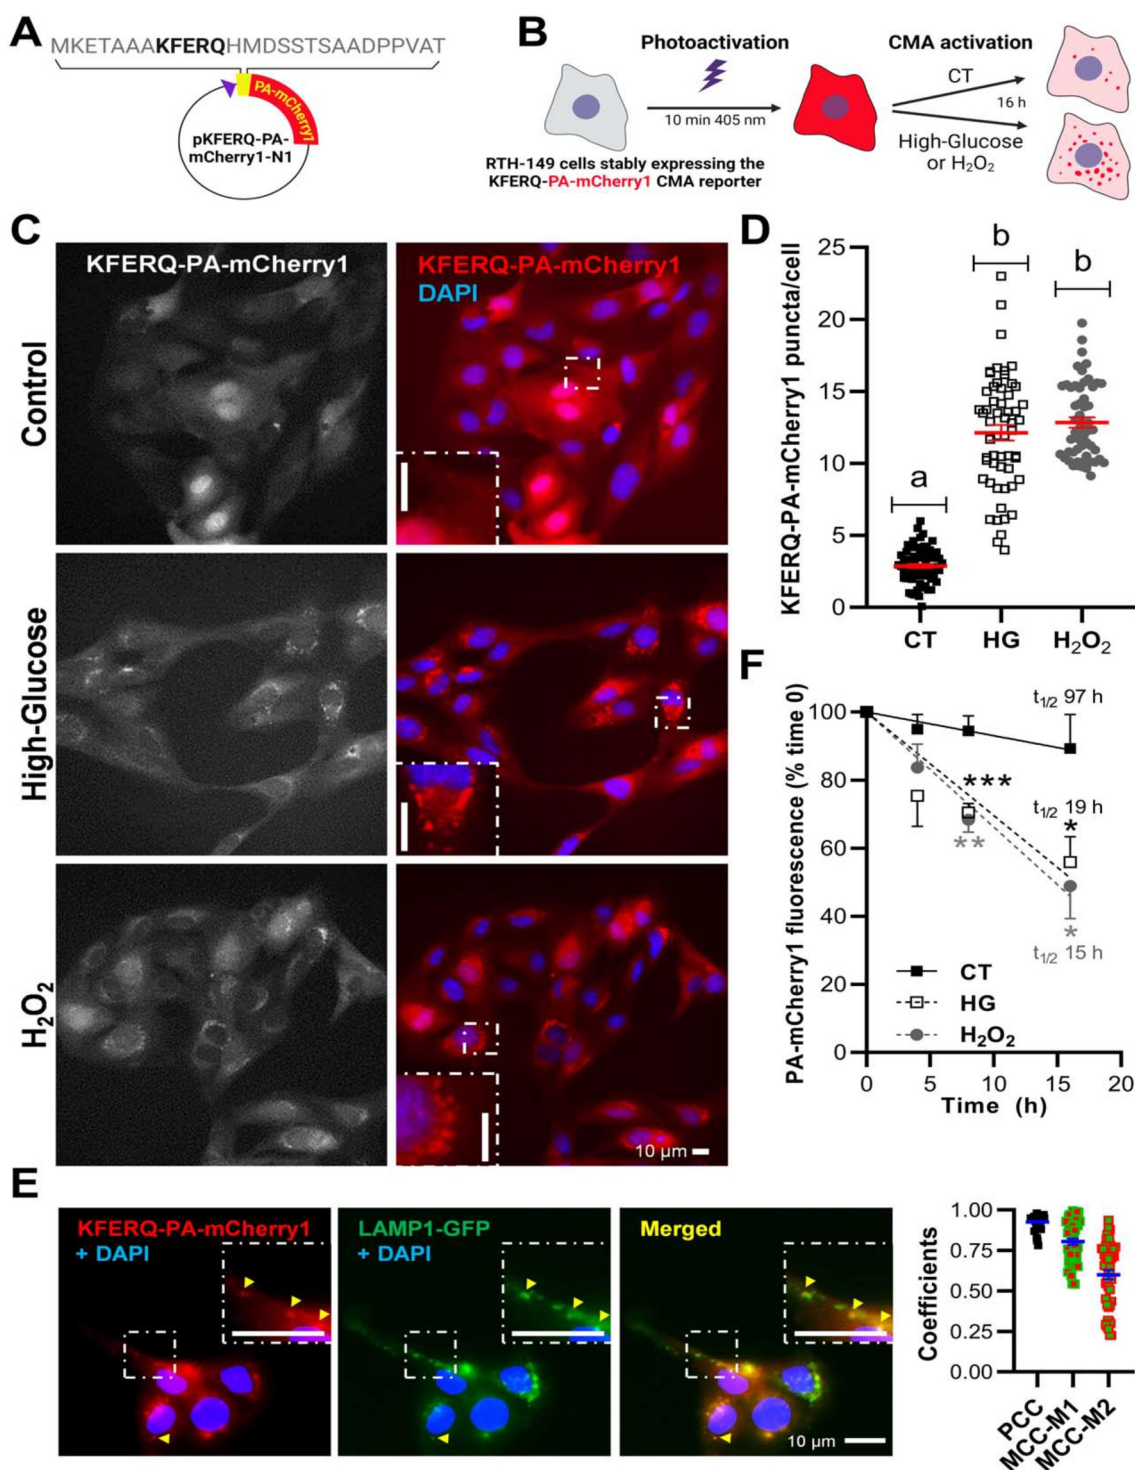 A
MKETAAAKFERQHMDSSTSAADPPVAT
PA-mCherry1
pKFERQ-PA-
mCherry1-N1
B
Photoactivation
10 min 405 nm
CMA activation
CT
16 h
High-Glucose
or H₂O₂
RTH-149 cells stably expressing the
KFERQ-PA-mCherry1 CMA reporter
C
KFERQ-PA-mCherry1
KFERQ-PA-mCherry1
DAPI
Control
High-Glucose
H₂O₂
10 µm
D
KFERQ-PA-mCherry1 puncta/cell
25
20
15
10
5
0
a
b
b
CT
HG
H₂O₂
F
PA-mCherry1 fluorescence (% time 0)
100
80
60
40
20
0
t1/2 97 h
***
t1/2 19 h
*
**
*
t1/2 15 h
CT
HG
H₂O₂
0 5 10 15 20
Time (h)
E
KFERQ-PA-mCherry1
+ DAPI
LAMP1-GFP
+ DAPI
Merged
10 µm
Coefficients
1.00
0.75
0.50
0.25
0.00
PCC
MCC-M1
MCC-M2